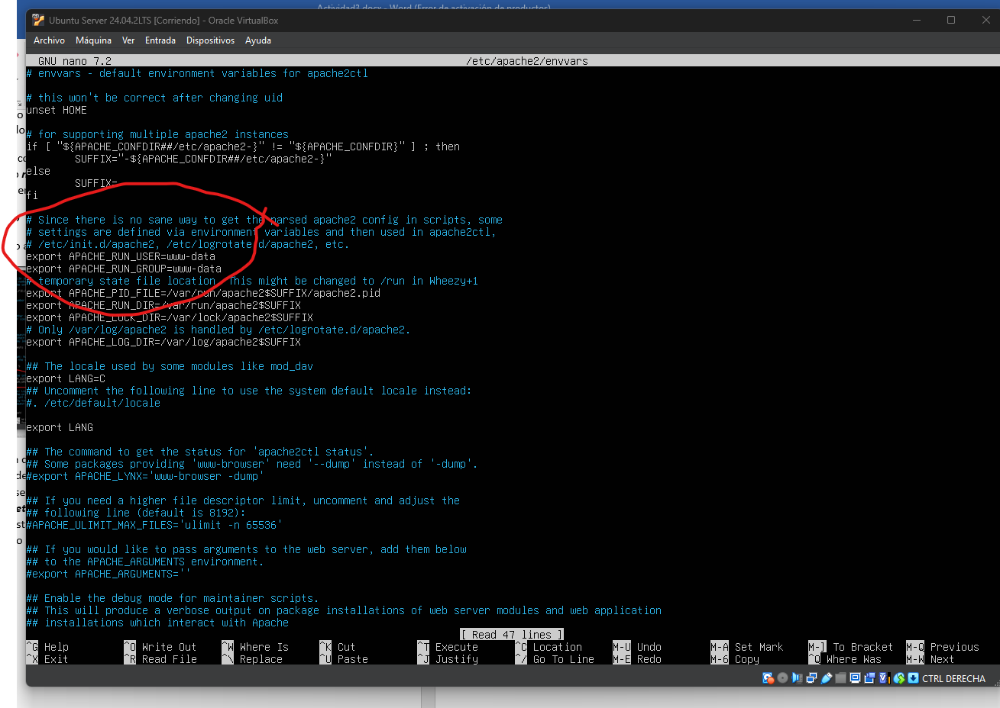 Actividad3.docx - Word (Error de activación de productos)
Ubuntu Server 24.04.2LTS [Corriendo] - Oracle VirtualBox
Archivo Máquina Ver Entrada Dispositivos Ayuda
GNU nano 7.2 /etc/apache2/envvars
# envvars - default environment variables for apache2ctl
# this won't be correct after changing uid
unset HOME
# for supporting multiple apache2 instances
if [ "${APACHE_CONFDIR##/etc/apache2-}" != "${APACHE_CONFDIR}" ] ; then
SUFFIX="-${APACHE_CONFDIR##/etc/apache2-}"
else
SUFFIX=
fi
# Since there is no sane way to get the parsed apache2 config in scripts, some
# settings are defined via environment variables and then used in apache2ctl,
# /etc/init.d/apache2, /etc/logrotate.d/apache2, etc.
export APACHE_RUN_USER=www-data
export APACHE_RUN_GROUP=www-data
# temporary state file location. This might be changed to /run in Wheezy+1
export APACHE_PID_FILE=/var/run/apache2$SUFFIX/apache2.pid
export APACHE_RUN_DIR=/var/run/apache2$SUFFIX
export APACHE_LOCK_DIR=/var/lock/apache2$SUFFIX
# Only /var/log/apache2 is handled by /etc/logrotate.d/apache2.
export APACHE_LOG_DIR=/var/log/apache2$SUFFIX
## The locale used by some modules like mod_dav
export LANG=C
## Uncomment the following line to use the system default locale instead:
#. /etc/default/locale
export LANG
## The command to get the status for 'apache2ctl status'.
## Some packages providing 'www-browser' need '--dump' instead of '-dump'.
#export APACHE_LYNX='www-browser -dump'
## If you need a higher file descriptor limit, uncomment and adjust the
## following line (default is 8192):
#APACHE_ULIMIT_MAX_FILES='ulimit -n 65536'
## If you would like to pass arguments to the web server, add them below
## to the APACHE_ARGUMENTS environment.
#export APACHE_ARGUMENTS=''
## Enable the debug mode for maintainer scripts.
## This will produce a verbose output on package installations of web server modules and web application
## installations which interact with Apache
[ Read 47 lines ]
^G Help ^O Write Out ^W Where Is ^K Cut ^T Execute ^C Location M-U Undo M-A Set Mark M-] To Bracket M-Q Previous
^X Exit ^R Read File ^\ Replace ^U Paste ^J Justify ^/ Go To Line M-E Redo M-6 Copy ^Q Where Was M-W Next
CTRL DERECHA